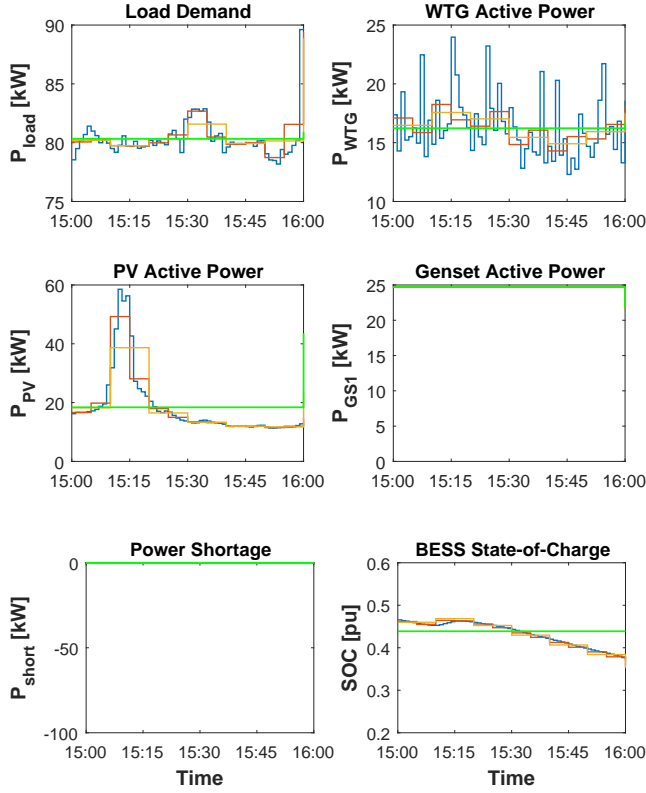 Load Demand
P_load [kW]
90
85
80
75
15:00 15:15 15:30 15:45 16:00
WTG Active Power
P_WTG [kW]
25
20
15
10
15:00 15:15 15:30 15:45 16:00
PV Active Power
P_PV [kW]
60
40
20
0
15:00 15:15 15:30 15:45 16:00
Genset Active Power
P_GS1 [kW]
25
20
15
10
5
0
15:00 15:15 15:30 15:45 16:00
Power Shortage
P_short [kW]
0
-50
-100
15:00 15:15 15:30 15:45 16:00
Time
BESS State-of-Charge
SOC [pu]
0.6
0.5
0.4
0.3
0.2
15:00 15:15 15:30 15:45 16:00
Time